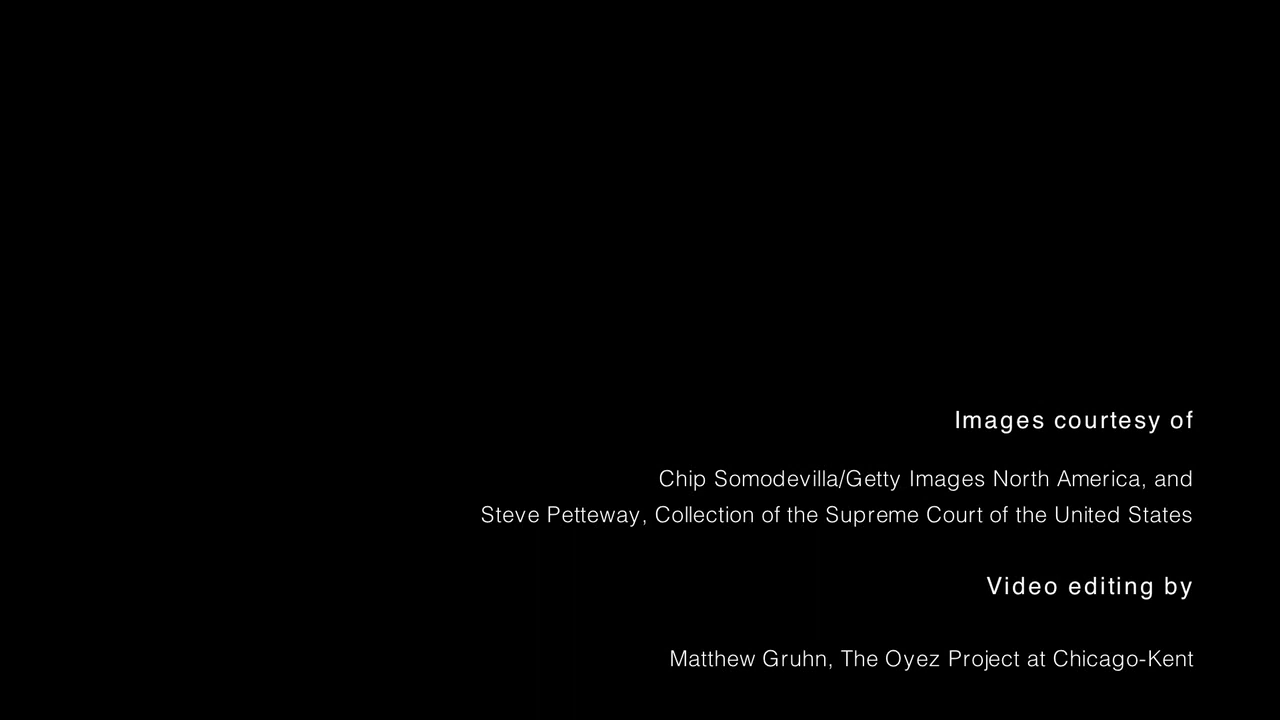 Images courtesy of
Chip Somodevilla/Getty Images North America, and
Steve Petteway, Collection of the Supreme Court of the United States
Video editing by
Matthew Gruhn, The Oyez Project at Chicago-Kent